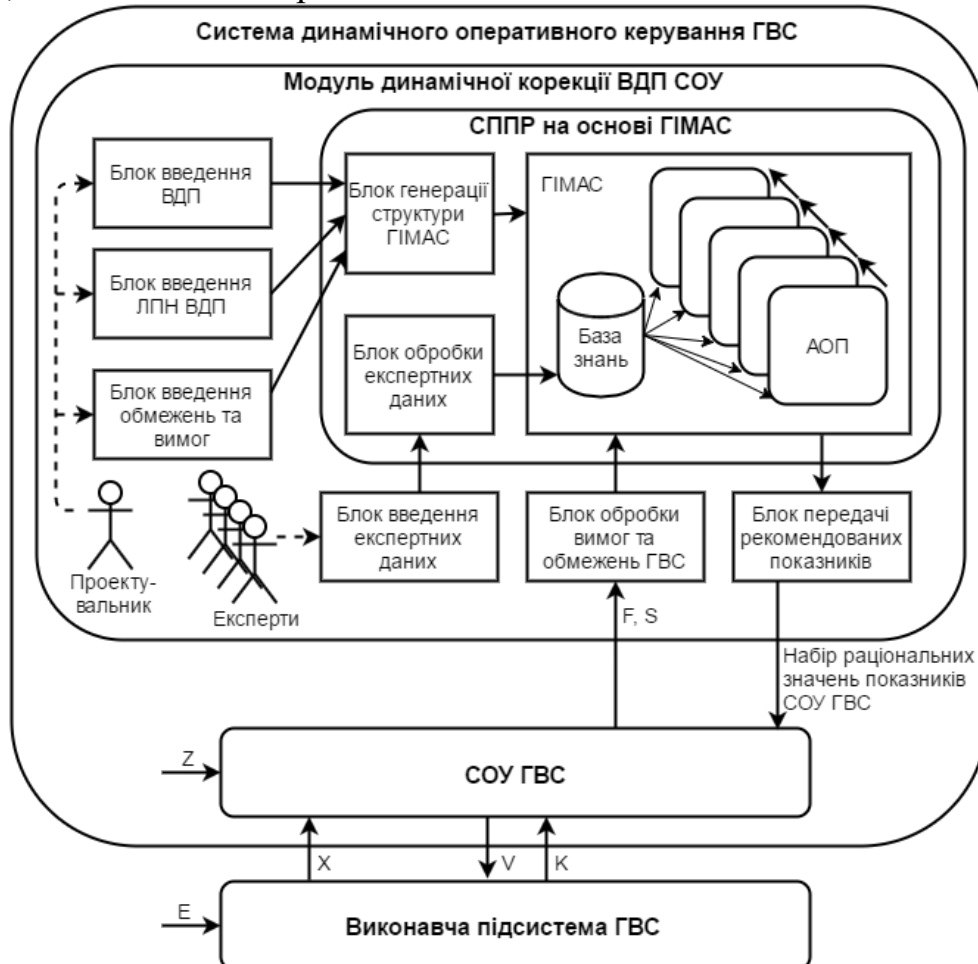 Система динамічного оперативного керування ГВС
Модуль динамічної корекції ВДП СОУ
СППР на основі ГІМАС
Блок введення
ВДП
Блок генерації
структури
ГІМАС
ГІМАС
Блок введення
ЛПН ВДП
База
знань
АОП
Блок обробки
експертних
даних
Блок введення
обмежень та
вимог
Проекту-
вальник
Експерти
Блок введення
експертних
даних
Блок обробки
вимог та
обмежень ГВС
Блок передачі
рекомендованих
показників
F, S
Набір раціональних
значень показників
СОУ ГВС
Z
СОУ ГВС
X
V
K
E
Виконавча підсистема ГВС